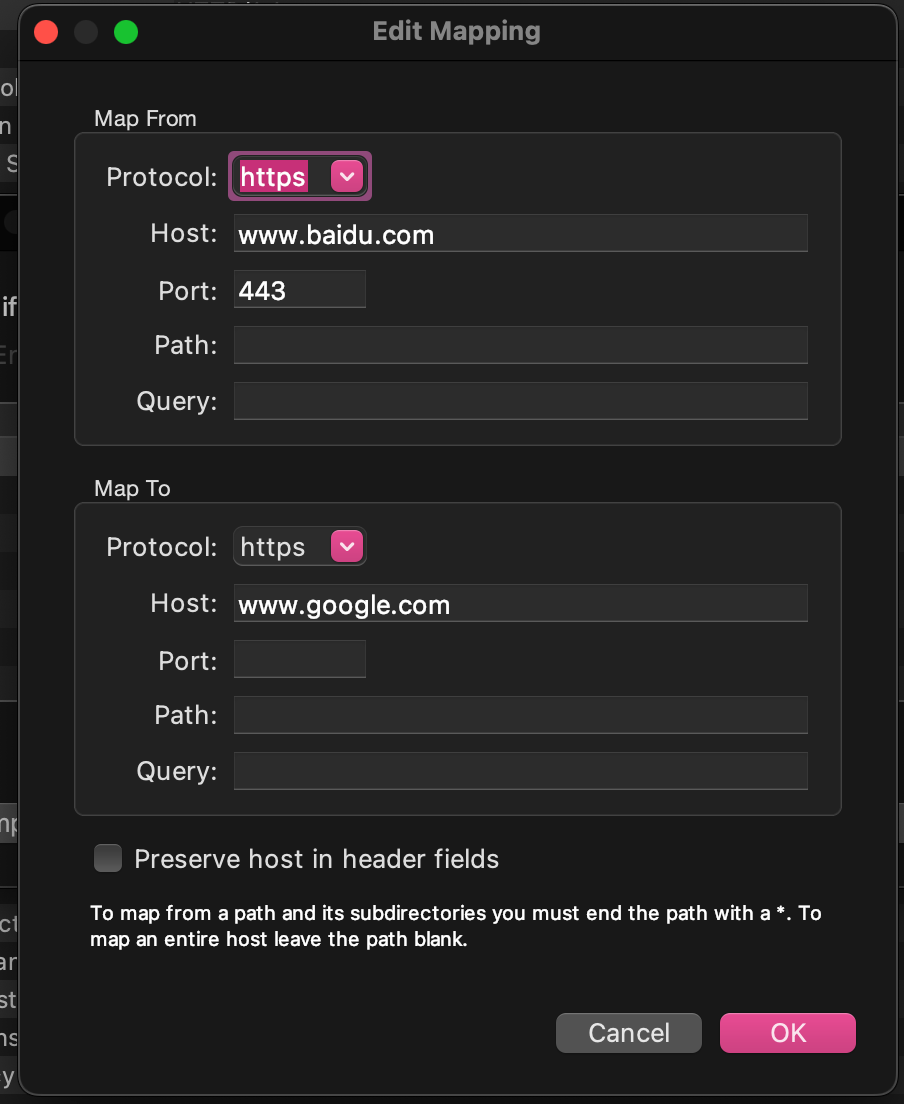 Edit Mapping
Map From
Protocol: https
Host: www.baidu.com
Port: 443
Path:
Query:
Map To
Protocol: https
Host: www.google.com
Port:
Path:
Query:
Preserve host in header fields
To map from a path and its subdirectories you must end the path with a *. To
map an entire host leave the path blank.
Cancel OK